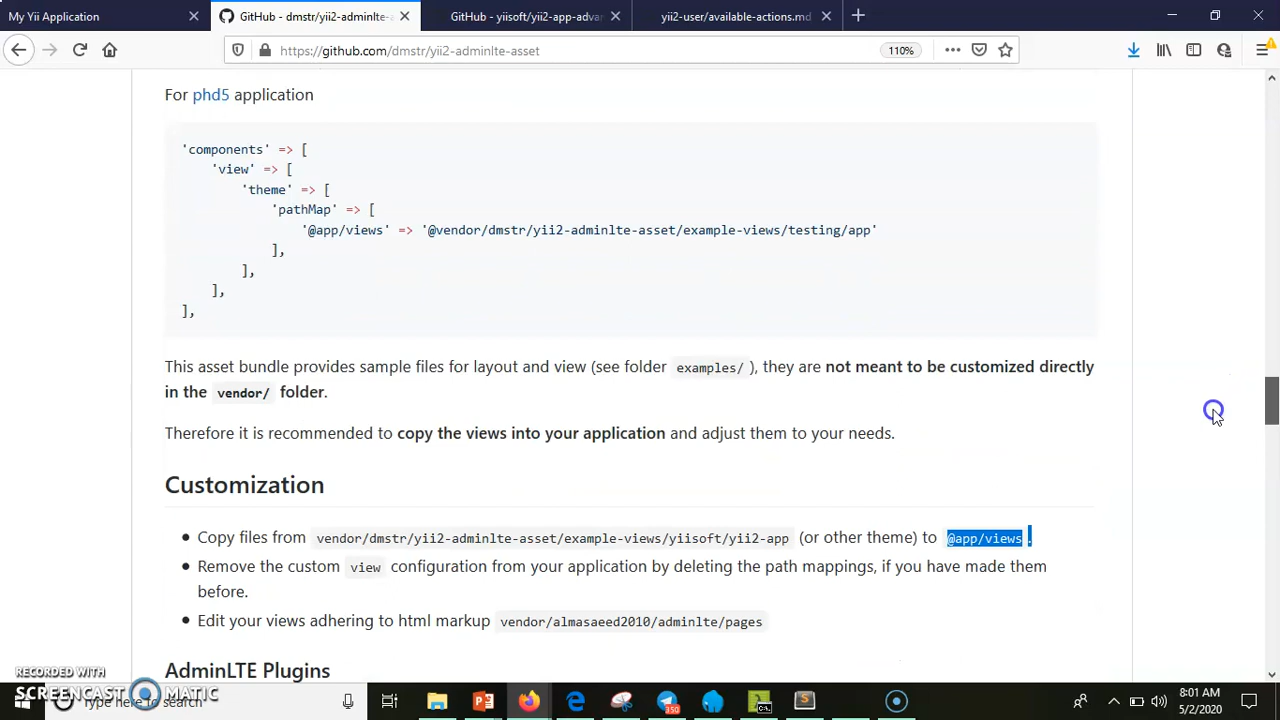 My Yii Application
GitHub - dmstr/yii2-adminlte-a
GitHub - yiisoft/yii2-app-adva
yii2-user/available-actions.md
https://github.com/dmstr/yii2-adminlte-asset
110%
For phd5 application
'components' => [
'view' => [
'theme' => [
'pathMap' => [
'@app/views' => '@vendor/dmstr/yii2-adminlte-asset/example-views/testing/app'
],
],
],
],
This asset bundle provides sample files for layout and view (see folder examples/ ), they are not meant to be customized directly
in the vendor/ folder.
Therefore it is recommended to copy the views into your application and adjust them to your needs.
Customization
Copy files from vendor/dmstr/yii2-adminlte-asset/example-views/yiisoft/yii2-app (or other theme) to @app/views .
Remove the custom view configuration from your application by deleting the path mappings, if you have made them
before.
Edit your views adhering to html markup vendor/almasaeed2010/adminlte/pages
AdminLTE Plugins
RECORDED WITH
SCREENCAST MATIC
Type here to search
350
8:01 AM
5/2/2020